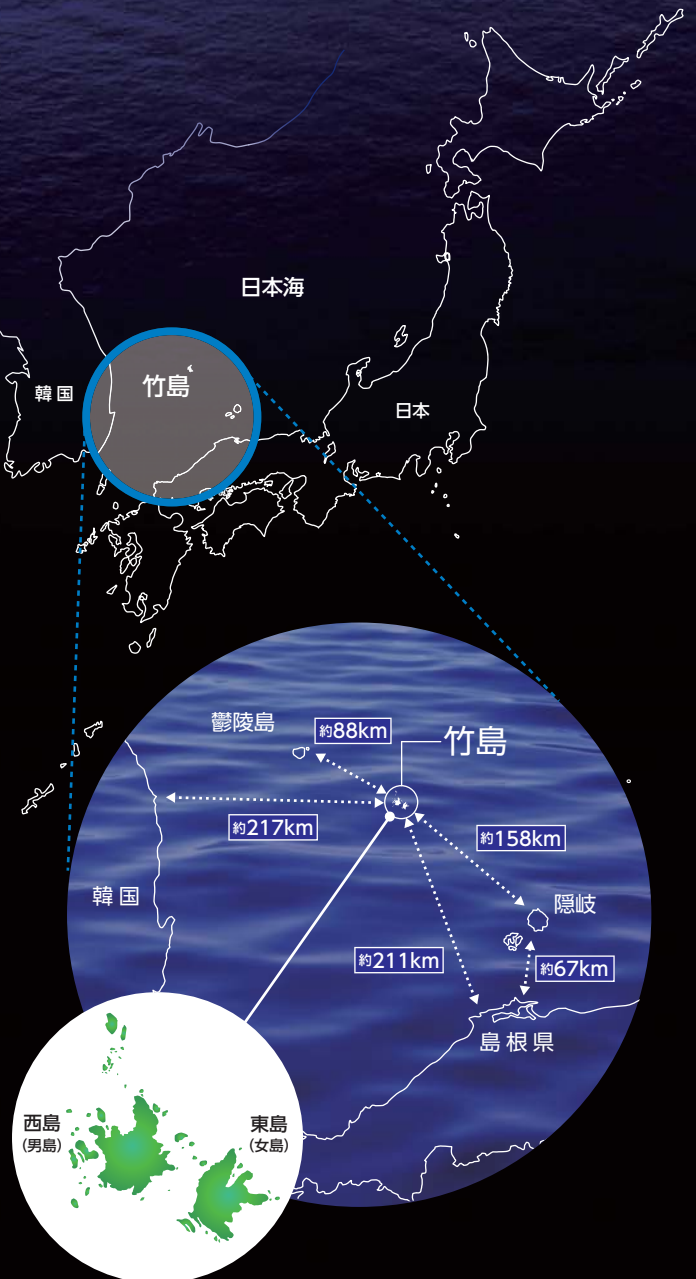 日本海
韓国
竹島
日本
鬱陵島
約88km
竹島
約217km
約158km
韓国
隠岐
約211km
約67km
島根県
西島
(男島)
東島
(女島)